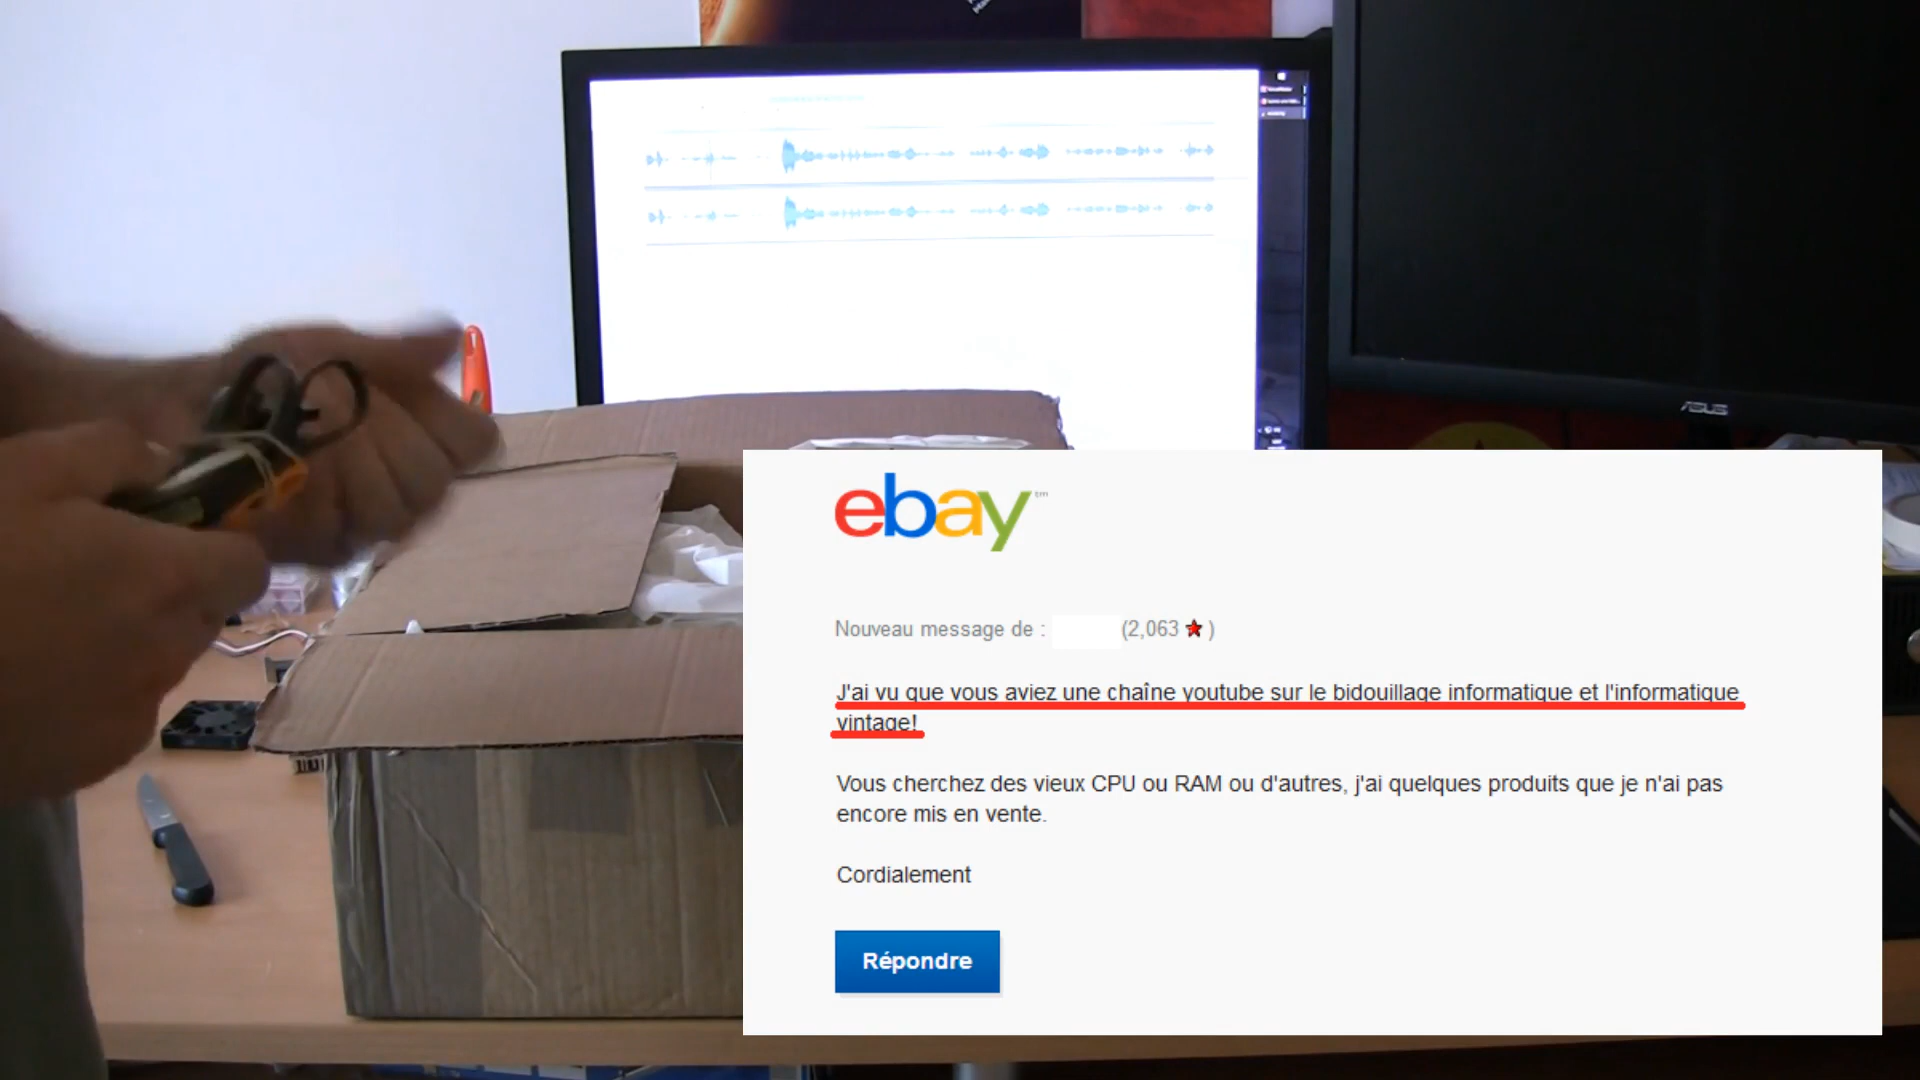 ASUS
ebay™
Nouveau message de : (2,063 ★ )
J'ai vu que vous aviez une chaîne youtube sur le bidouillage informatique et l'informatique
vintage!
Vous cherchez des vieux CPU ou RAM ou d'autres, j'ai quelques produits que je n'ai pas
encore mis en vente.
Cordialement
Répondre